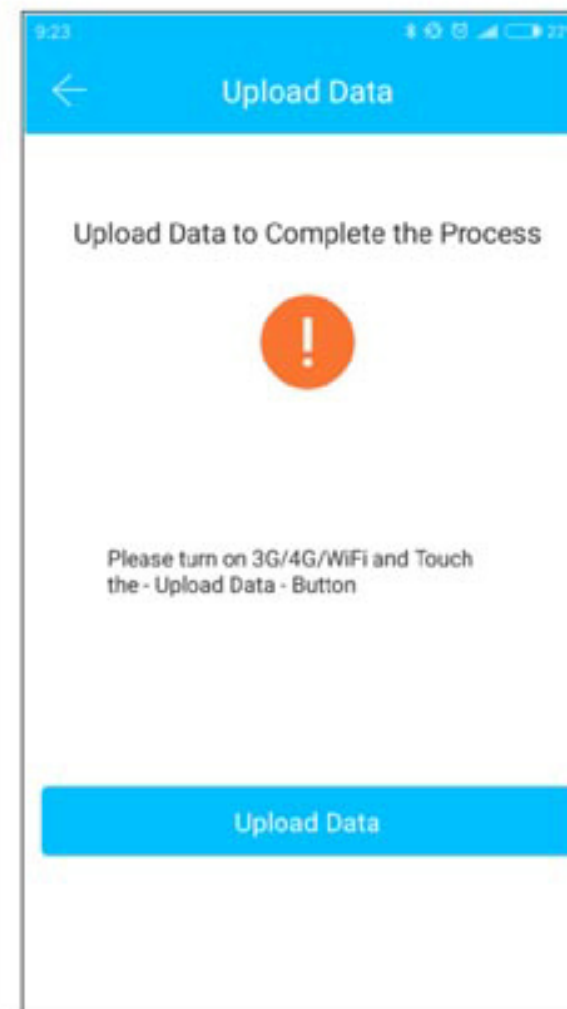 9:23
Upload Data
Upload Data to Complete the Process
!
Please turn on 3G/4G/WiFi and Touch
the - Upload Data - Button
Upload Data